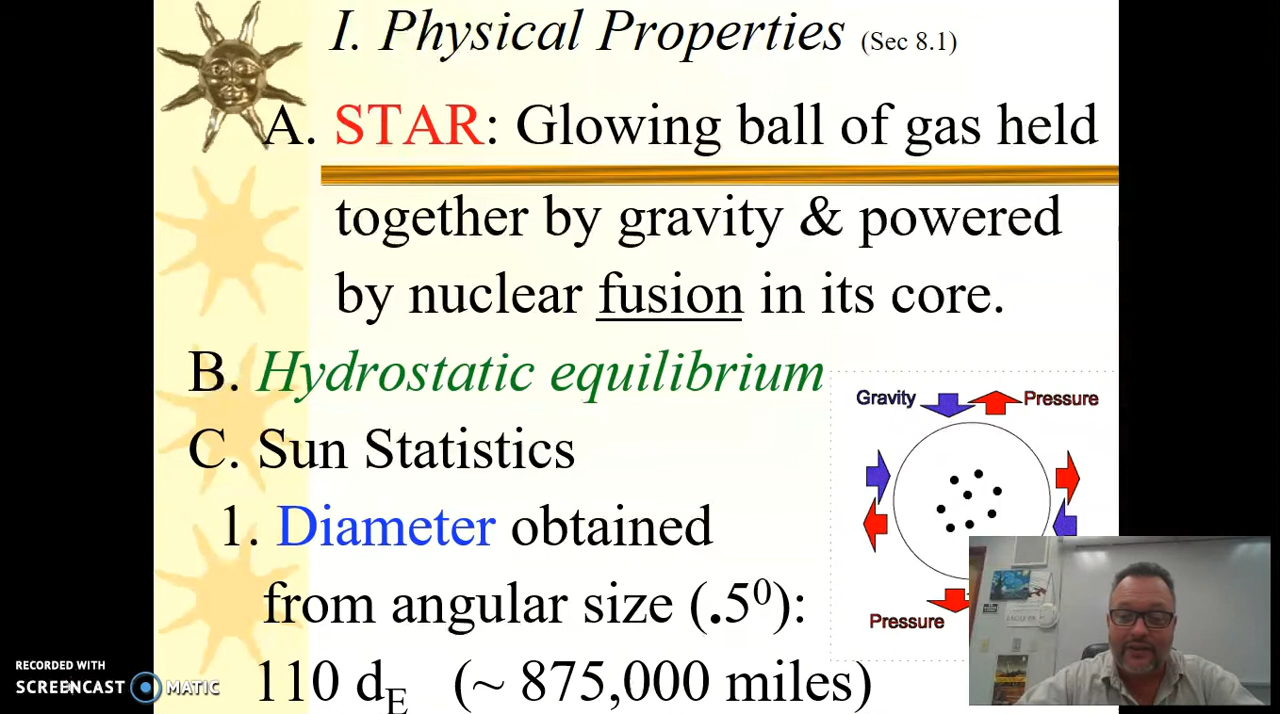 I. Physical Properties (Sec 8.1)
A. STAR: Glowing ball of gas held
together by gravity & powered
by nuclear fusion in its core.
B. Hydrostatic equilibrium
Gravity
Pressure
C. Sun Statistics
1. Diameter obtained
from angular size (.5⁰):
Pressure
110 dE (~ 875,000 miles)
RECORDED WITH
SCREENCAST MATIC